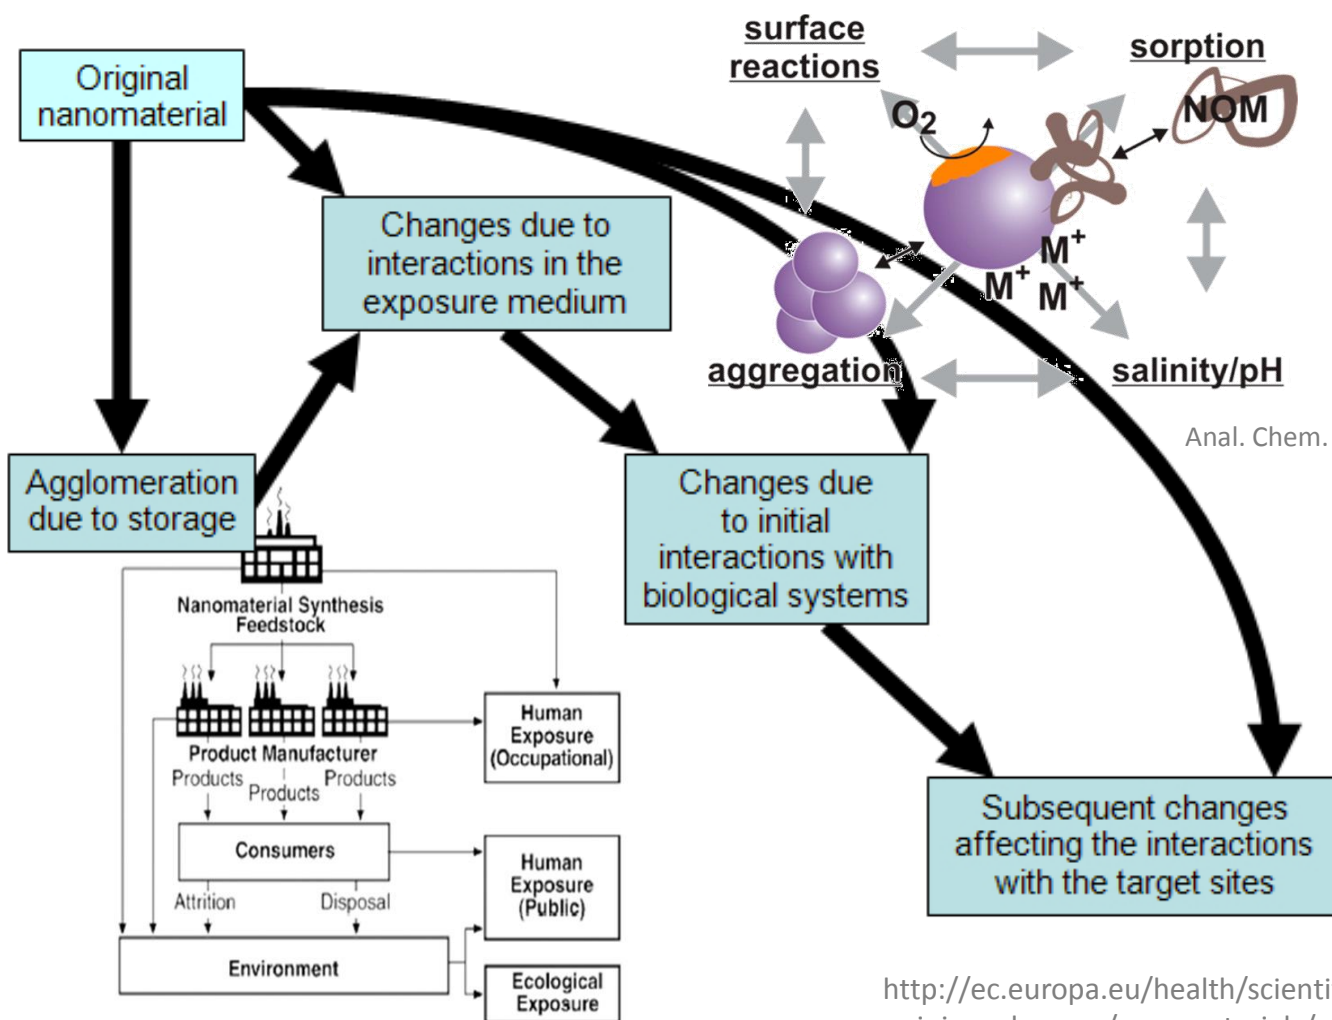 Original
nanomaterial
surface
reactions
sorption
O2
NOM
M+
M+
M+
aggregation
salinity/pH
Anal. Chem.
Changes due to
interactions in the
exposure medium
Agglomeration
due to storage
Changes due
to initial
interactions with
biological systems
Subsequent changes
affecting the interactions
with the target sites
Nanomaterial Synthesis
Feedstock
Product Manufacturer
Products
Products
Products
Consumers
Attrition
Disposal
Environment
Human
Exposure
(Occupational)
Human
Exposure
(Public)
Ecological
Exposure
http://ec.europa.eu/health/scienti